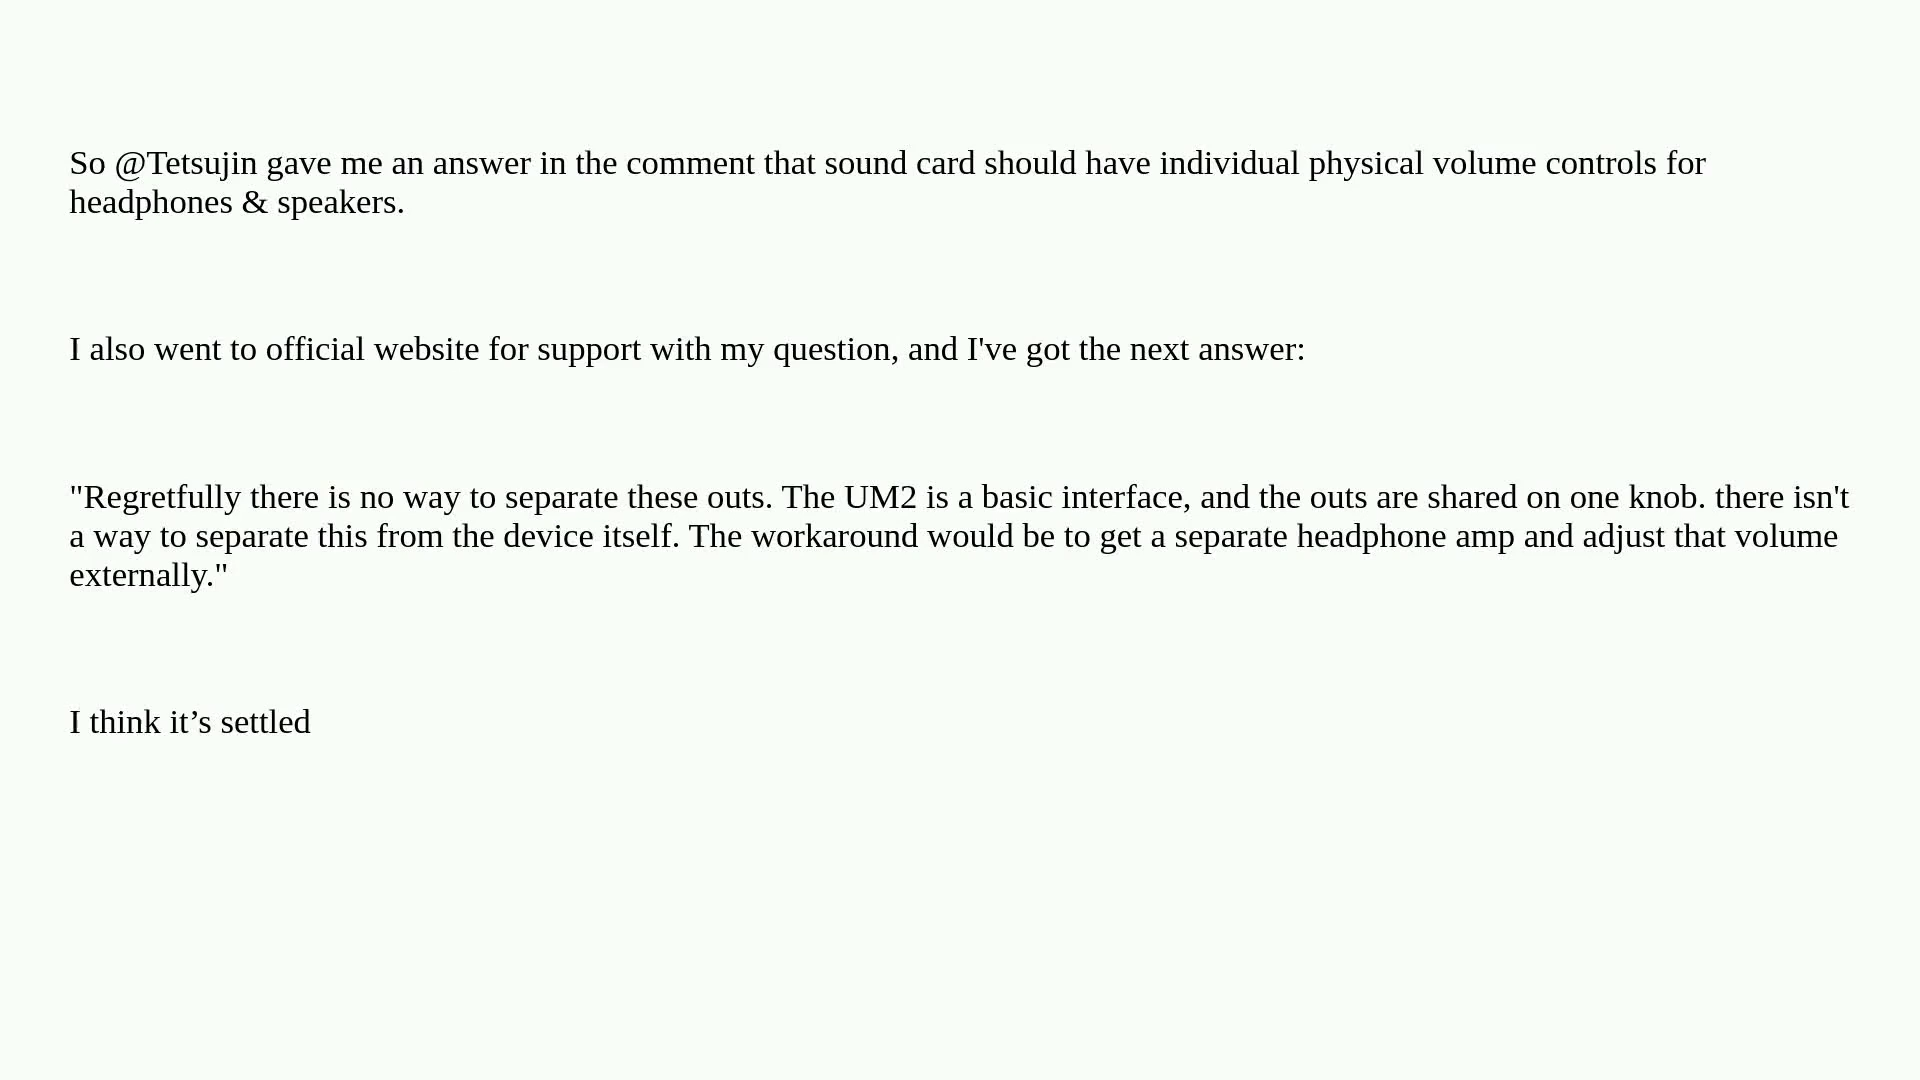 So @Tetsujin gave me an answer in the comment that sound card should have individual physical volume controls for
headphones & speakers.
I also went to official website for support with my question, and I've got the next answer:
"Regretfully there is no way to separate these outs. The UM2 is a basic interface, and the outs are shared on one knob. there isn't
a way to separate this from the device itself. The workaround would be to get a separate headphone amp and adjust that volume
externally."
I think it’s settled